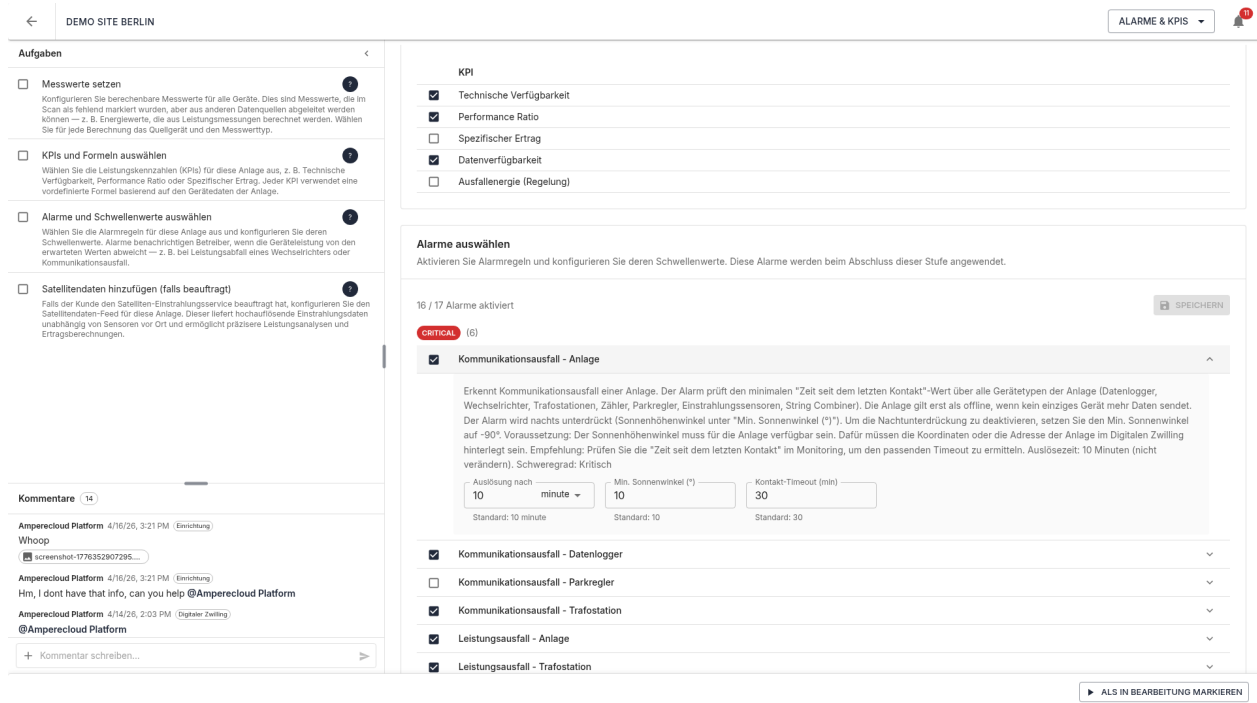 DEMO SITE BERLIN
ALARME & KPIS
11
Aufgaben
Messwerte setzen
?
Konfigurieren Sie berechenbare Messwerte für alle Geräte. Dies sind Messwerte, die im
Scan als fehlend markiert wurden, aber aus anderen Datenquellen abgeleitet werden
können — z. B. Energiewerte, die aus Leistungsmessungen berechnet werden. Wählen
Sie für jede Berechnung das Quellgerät und den Messwerttyp.
KPIs und Formeln auswählen
?
Wählen Sie die Leistungskennzahlen (KPIs) für diese Anlage aus, z. B. Technische
Verfügbarkeit, Performance Ratio oder Spezifischer Ertrag. Jeder KPI verwendet eine
vordefinierte Formel basierend auf den Gerätedaten der Anlage.
Alarme und Schwellenwerte auswählen
?
Wählen Sie die Alarmregeln für diese Anlage aus und konfigurieren Sie deren
Schwellenwerte. Alarme benachrichtigen Betreiber, wenn die Geräteleistung von den
erwarteten Werten abweicht — z. B. bei Leistungsabfall eines Wechselrichters oder
Kommunikationsausfall.
Satellitendaten hinzufügen (falls beauftragt)
?
Falls der Kunde den Satelliten-Einstrahlungsservice beauftragt hat, konfigurieren Sie den
Satellitendaten-Feed für diese Anlage. Dieser liefert hochauflösende Einstrahlungsdaten
unabhängig von Sensoren vor Ort und ermöglicht präzisere Leistungsanalysen und
Ertragsberechnungen.
Kommentare 14
Amperecloud Platform 4/16/26, 3:21 PM Einrichtung
Whoop
screenshot-1776352907295....
Amperecloud Platform 4/16/26, 3:21 PM Einrichtung
Hm, I dont have that info, can you help @Amperecloud Platform
Amperecloud Platform 4/14/26, 2:03 PM Digitaler Zwilling
@Amperecloud Platform
Kommentar schreiben...
KPI
Technische Verfügbarkeit
Performance Ratio
Spezifischer Ertrag
Datenverfügbarkeit
Ausfallenergie (Regelung)
Alarme auswählen
Aktivieren Sie Alarmregeln und konfigurieren Sie deren Schwellenwerte. Diese Alarme werden beim Abschluss dieser Stufe angewendet.
16 / 17 Alarme aktiviert
SPEICHERN
CRITICAL (6)
Kommunikationsausfall - Anlage
Erkennt Kommunikationsausfall einer Anlage. Der Alarm prüft den minimalen "Zeit seit dem letzten Kontakt"-Wert über alle Gerätetypen der Anlage (Datenlogger,
Wechselrichter, Trafostationen, Zähler, Parkregler, Einstrahlungssensoren, String Combiner). Die Anlage gilt erst als offline, wenn kein einziges Gerät mehr Daten sendet.
Der Alarm wird nachts unterdrückt (Sonnenhöhenwinkel unter "Min. Sonnenwinkel (°)"). Um die Nachtunterdrückung zu deaktivieren, setzen Sie den Min. Sonnenwinkel
auf -90°. Voraussetzung: Der Sonnenhöhenwinkel muss für die Anlage verfügbar sein. Dafür müssen die Koordinaten oder die Adresse der Anlage im Digitalen Zwilling
hinterlegt sein. Empfehlung: Prüfen Sie die "Zeit seit dem letzten Kontakt" im Monitoring, um den passenden Timeout zu ermitteln. Auslösezeit: 10 Minuten (nicht
verändern). Schweregrad: Kritisch
Auslösung nach
10 minute
Standard: 10 minute
Min. Sonnenwinkel (°)
10
Standard: 10
Kontakt-Timeout (min)
30
Standard: 30
Kommunikationsausfall - Datenlogger
Kommunikationsausfall - Parkregler
Kommunikationsausfall - Trafostation
Leistungsausfall - Anlage
Leistungsausfall - Trafostation
ALS IN BEARBEITUNG MARKIEREN